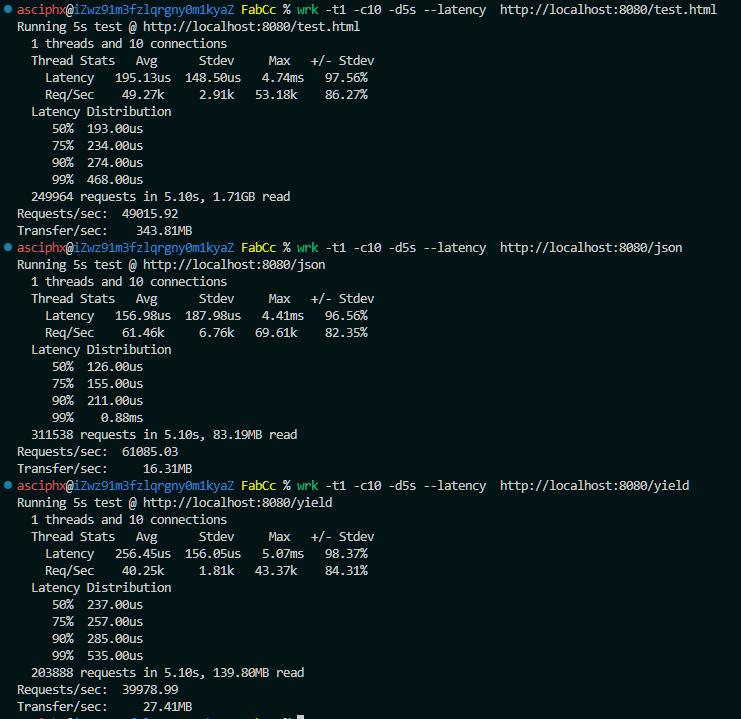 asciphx@iZwz91m3fzlqrgny0m1kyaZ FabCc % wrk -t1 -c10 -d5s --latency  http://localhost:8080/test.html
Running 5s test @ http://localhost:8080/test.html
  1 threads and 10 connections
  Thread Stats   Avg      Stdev     Max   +/- Stdev
    Latency   195.13us  148.50us   4.74ms   97.56%
    Req/Sec    49.27k     2.91k   53.18k    86.27%
  Latency Distribution
     50%  193.00us
     75%  234.00us
     90%  274.00us
     99%  468.00us
  249964 requests in 5.10s, 1.71GB read
Requests/sec:  49015.92
Transfer/sec:    343.81MB
asciphx@iZwz91m3fzlqrgny0m1kyaZ FabCc % wrk -t1 -c10 -d5s --latency  http://localhost:8080/json
Running 5s test @ http://localhost:8080/json
  1 threads and 10 connections
  Thread Stats   Avg      Stdev     Max   +/- Stdev
    Latency   156.98us  187.98us   4.41ms   96.56%
    Req/Sec    61.46k     6.76k   69.61k    82.35%
  Latency Distribution
     50%  126.00us
     75%  155.00us
     90%  211.00us
     99%    0.88ms
  311538 requests in 5.10s, 83.19MB read
Requests/sec:  61085.03
Transfer/sec:     16.31MB
asciphx@iZwz91m3fzlqrgny0m1kyaZ FabCc % wrk -t1 -c10 -d5s --latency  http://localhost:8080/yield
Running 5s test @ http://localhost:8080/yield
  1 threads and 10 connections
  Thread Stats   Avg      Stdev     Max   +/- Stdev
    Latency   256.45us  156.05us   5.07ms   98.37%
    Req/Sec    40.25k     1.81k   43.37k    84.31%
  Latency Distribution
     50%  237.00us
     75%  257.00us
     90%  285.00us
     99%  535.00us
  203888 requests in 5.10s, 139.80MB read
Requests/sec:  39978.99
Transfer/sec:     27.41MB